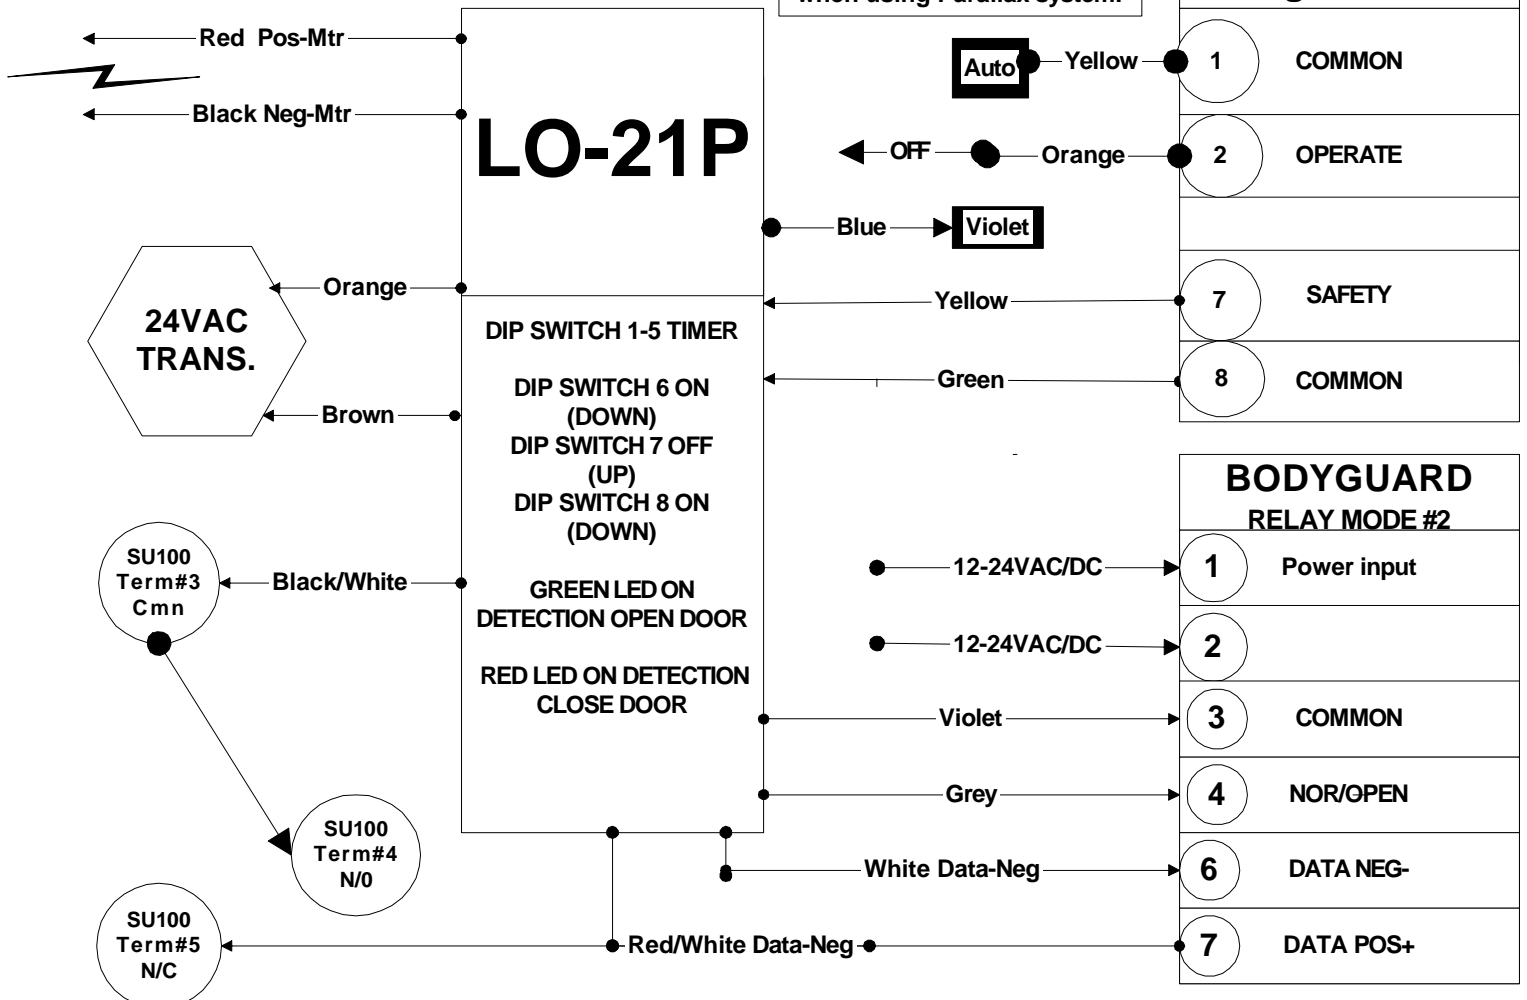 when using Parallax system.
Red Pos-Mtr
Black Neg-Mtr
LO-21P
Auto
Yellow
1
COMMON
OFF
Orange
2
OPERATE
Blue
Violet
24VAC
TRANS.
Orange
Brown
Yellow
7
SAFETY
Green
8
COMMON
DIP SWITCH 1-5 TIMER
DIP SWITCH 6 ON
(DOWN)
DIP SWITCH 7 OFF
(UP)
DIP SWITCH 8 ON
(DOWN)
GREEN LED ON
DETECTION OPEN DOOR
RED LED ON DETECTION
CLOSE DOOR
SU100
Term#3
Cmn
Black/White
SU100
Term#4
N/0
SU100
Term#5
N/C
BODYGUARD
RELAY MODE #2
12-24VAC/DC
1
Power input
12-24VAC/DC
2
Violet
3
COMMON
Grey
4
NOR/OPEN
White Data-Neg
6
DATA NEG-
Red/White Data-Neg
7
DATA POS+